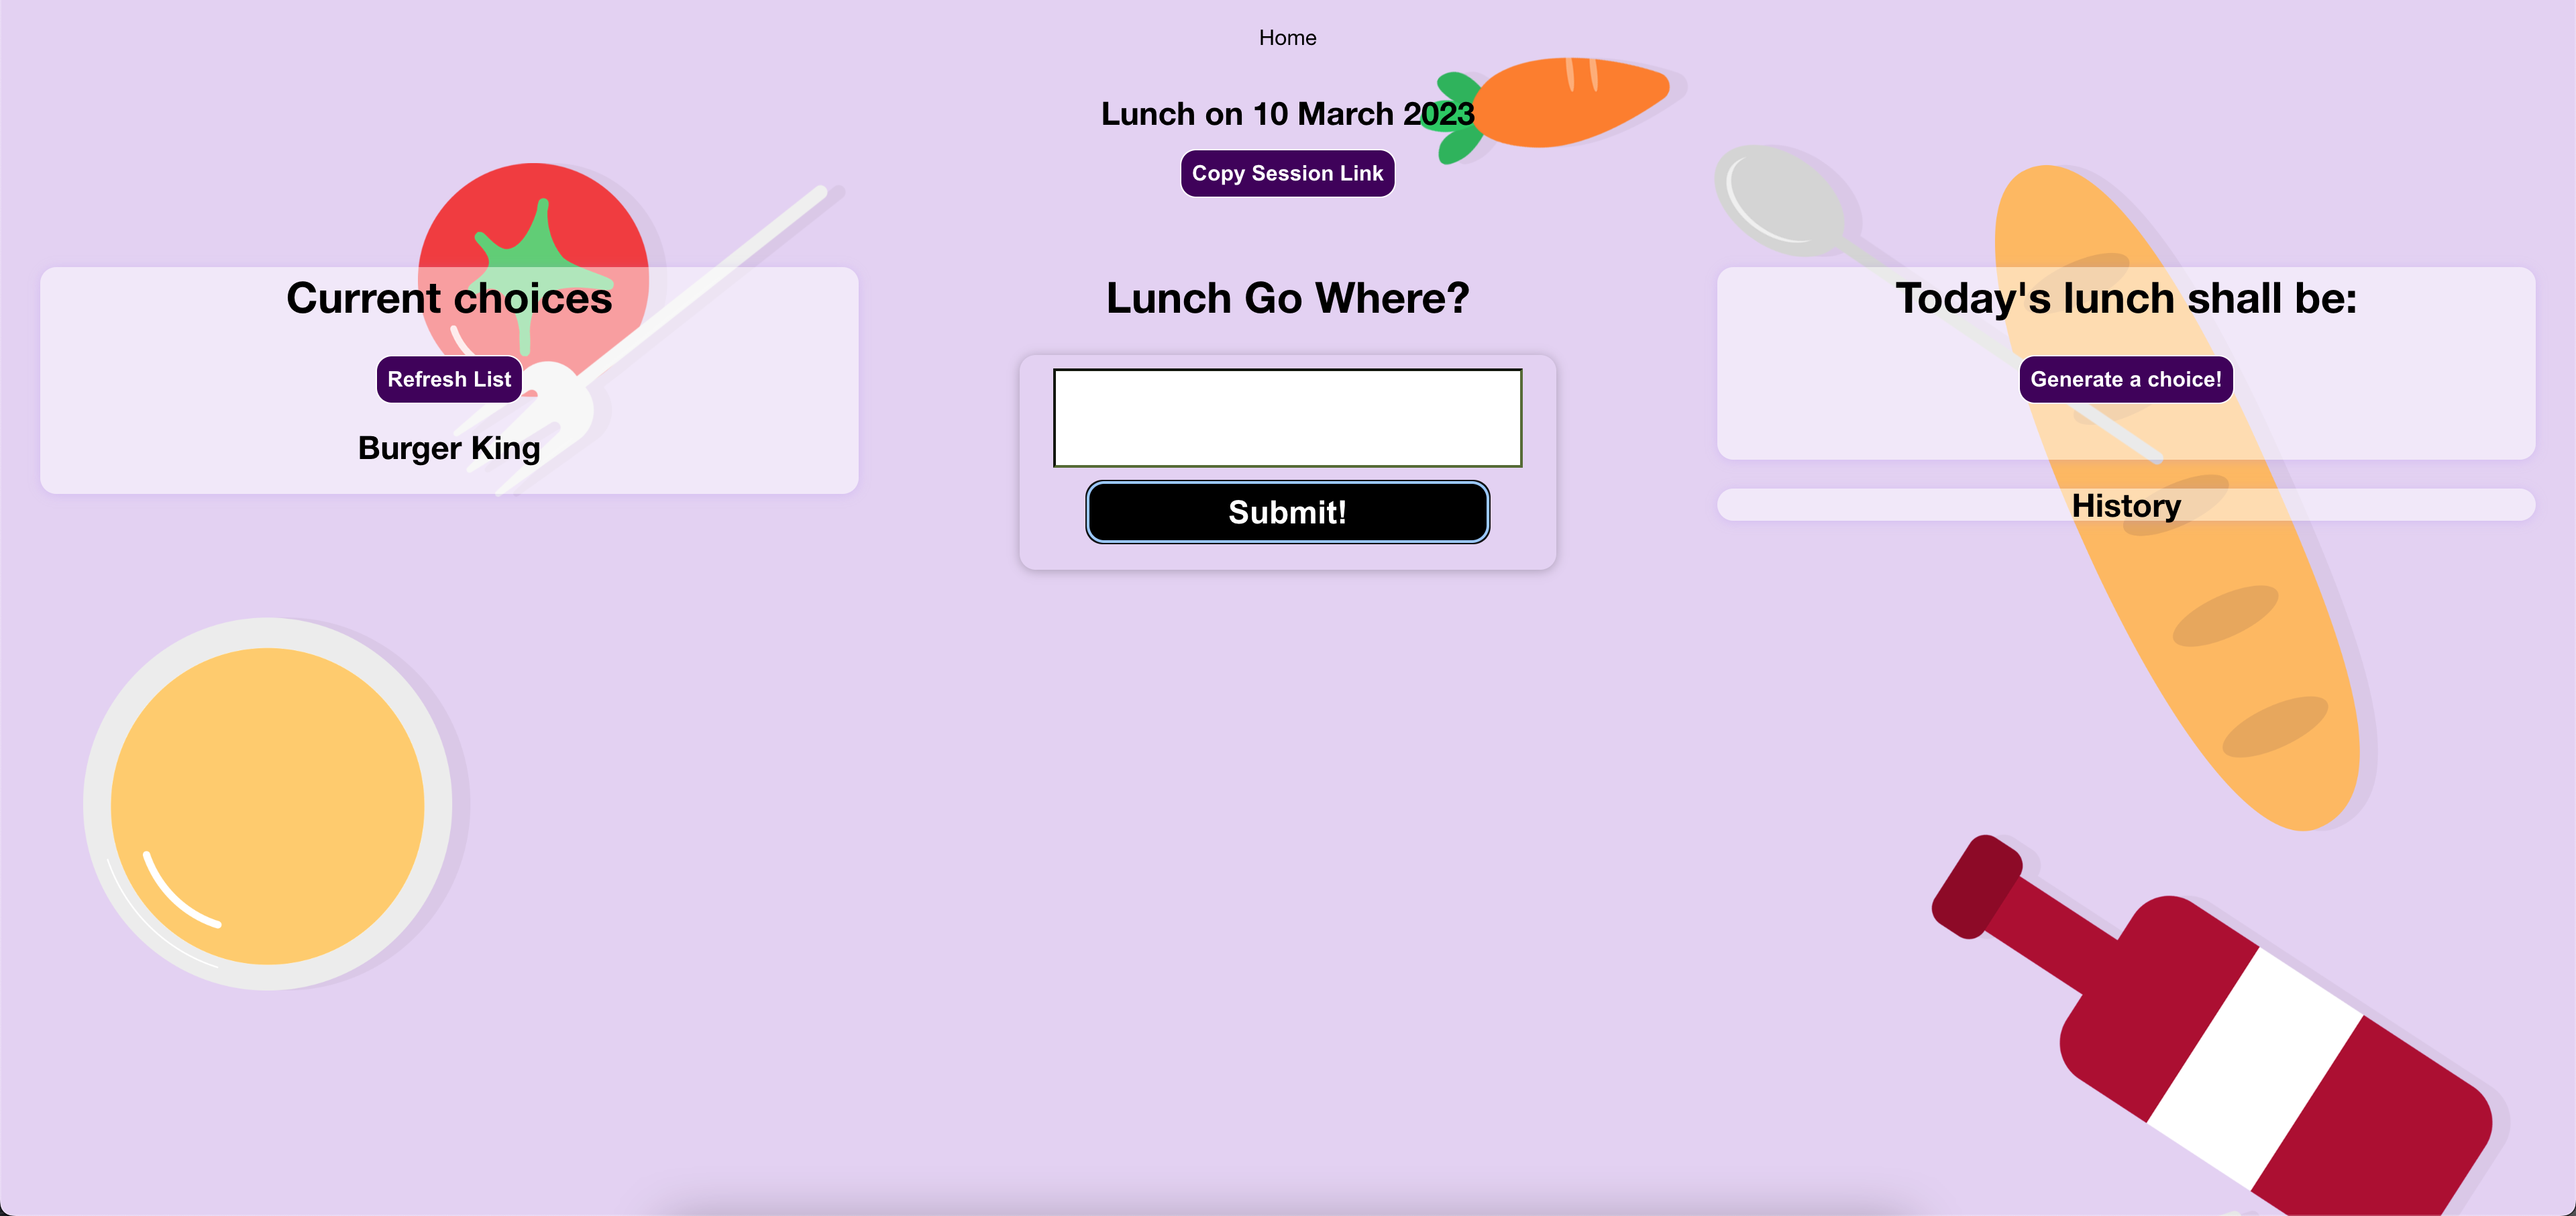 Home
Lunch on 10 March 2023
Copy Session Link
Current choices
Refresh List
Burger King
Lunch Go Where?
Submit!
Today's lunch shall be:
Generate a choice!
History